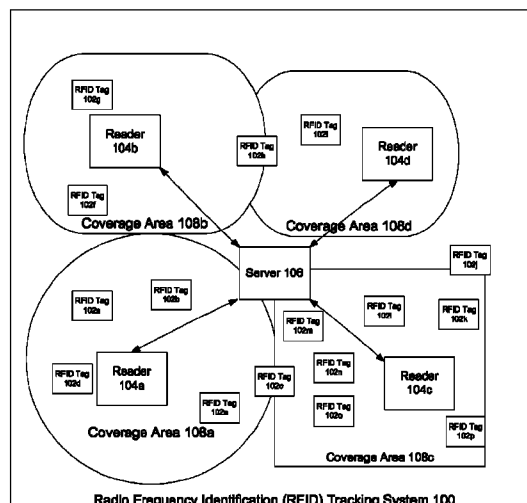 RFID Tag
102g
Reader
104b
RFID Tag
102f
Coverage Area 108b
RFID Tag
102h
RFID Tag
102i
Reader
104d
Coverage Area 108d
Server 106
RFID Tag
102j
RFID Tag
102a
RFID Tag
102b
RFID Tag
102d
Reader
104a
RFID Tag
102e
RFID Tag
102c
Coverage Area 108a
RFID Tag
102m
RFID Tag
102l
RFID Tag
102k
RFID Tag
102n
RFID Tag
102o
Reader
104c
RFID Tag
102p
Coverage Area 108c
Radio Frequency Identification (RFID) Tracking System 100